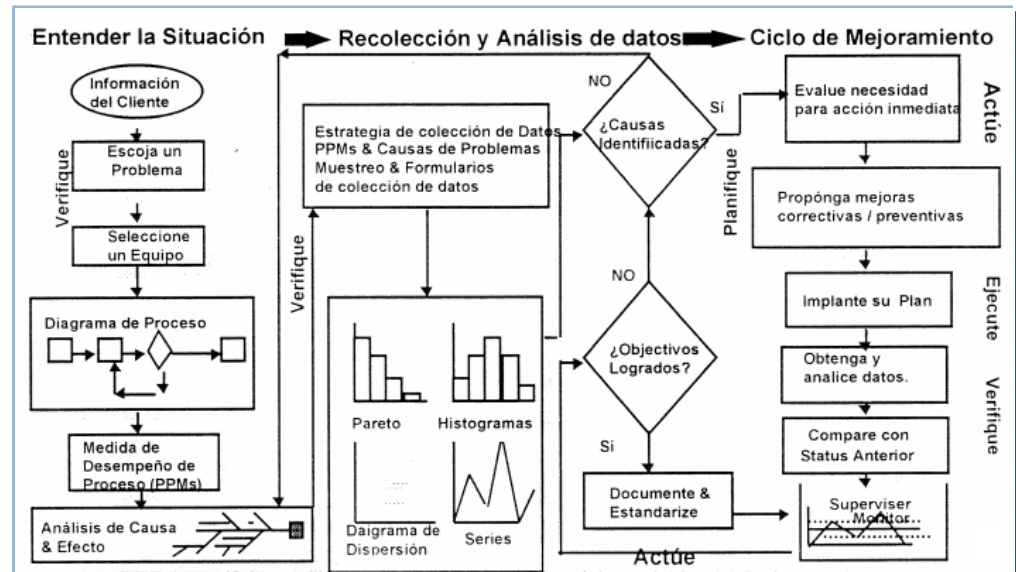 Entender la Situación
Recolección y Análisis de datos
Ciclo de Mejoramiento
Información
del Cliente
Verifique
Escoja un
Problema
Seleccione
un Equipo
Diagrama de Proceso
Medida de
Desempeño de
Proceso (PPMs)
Análisis de Causa
& Efecto
Verifique
Estrategia de colección de Datos
PPMs & Causas de Problemas
Muestreo & Formularios
de colección de datos
Pareto
Histogramas
Daigrama de
Dispersión
Series
NO
¿Causas
Identifiicadas?
Sí
Planifique
NO
¿Objectivos
Logrados?
Si
Documente &
Estandarize
Actúe
Evalue necesidad
para acción inmediata
Actúe
Propónga mejoras
correctivas / preventivas
Implante su Plan
Ejecute
Obtenga y
analice datos.
Verifique
Compare con
Status Anterior
Superviser
Monitor